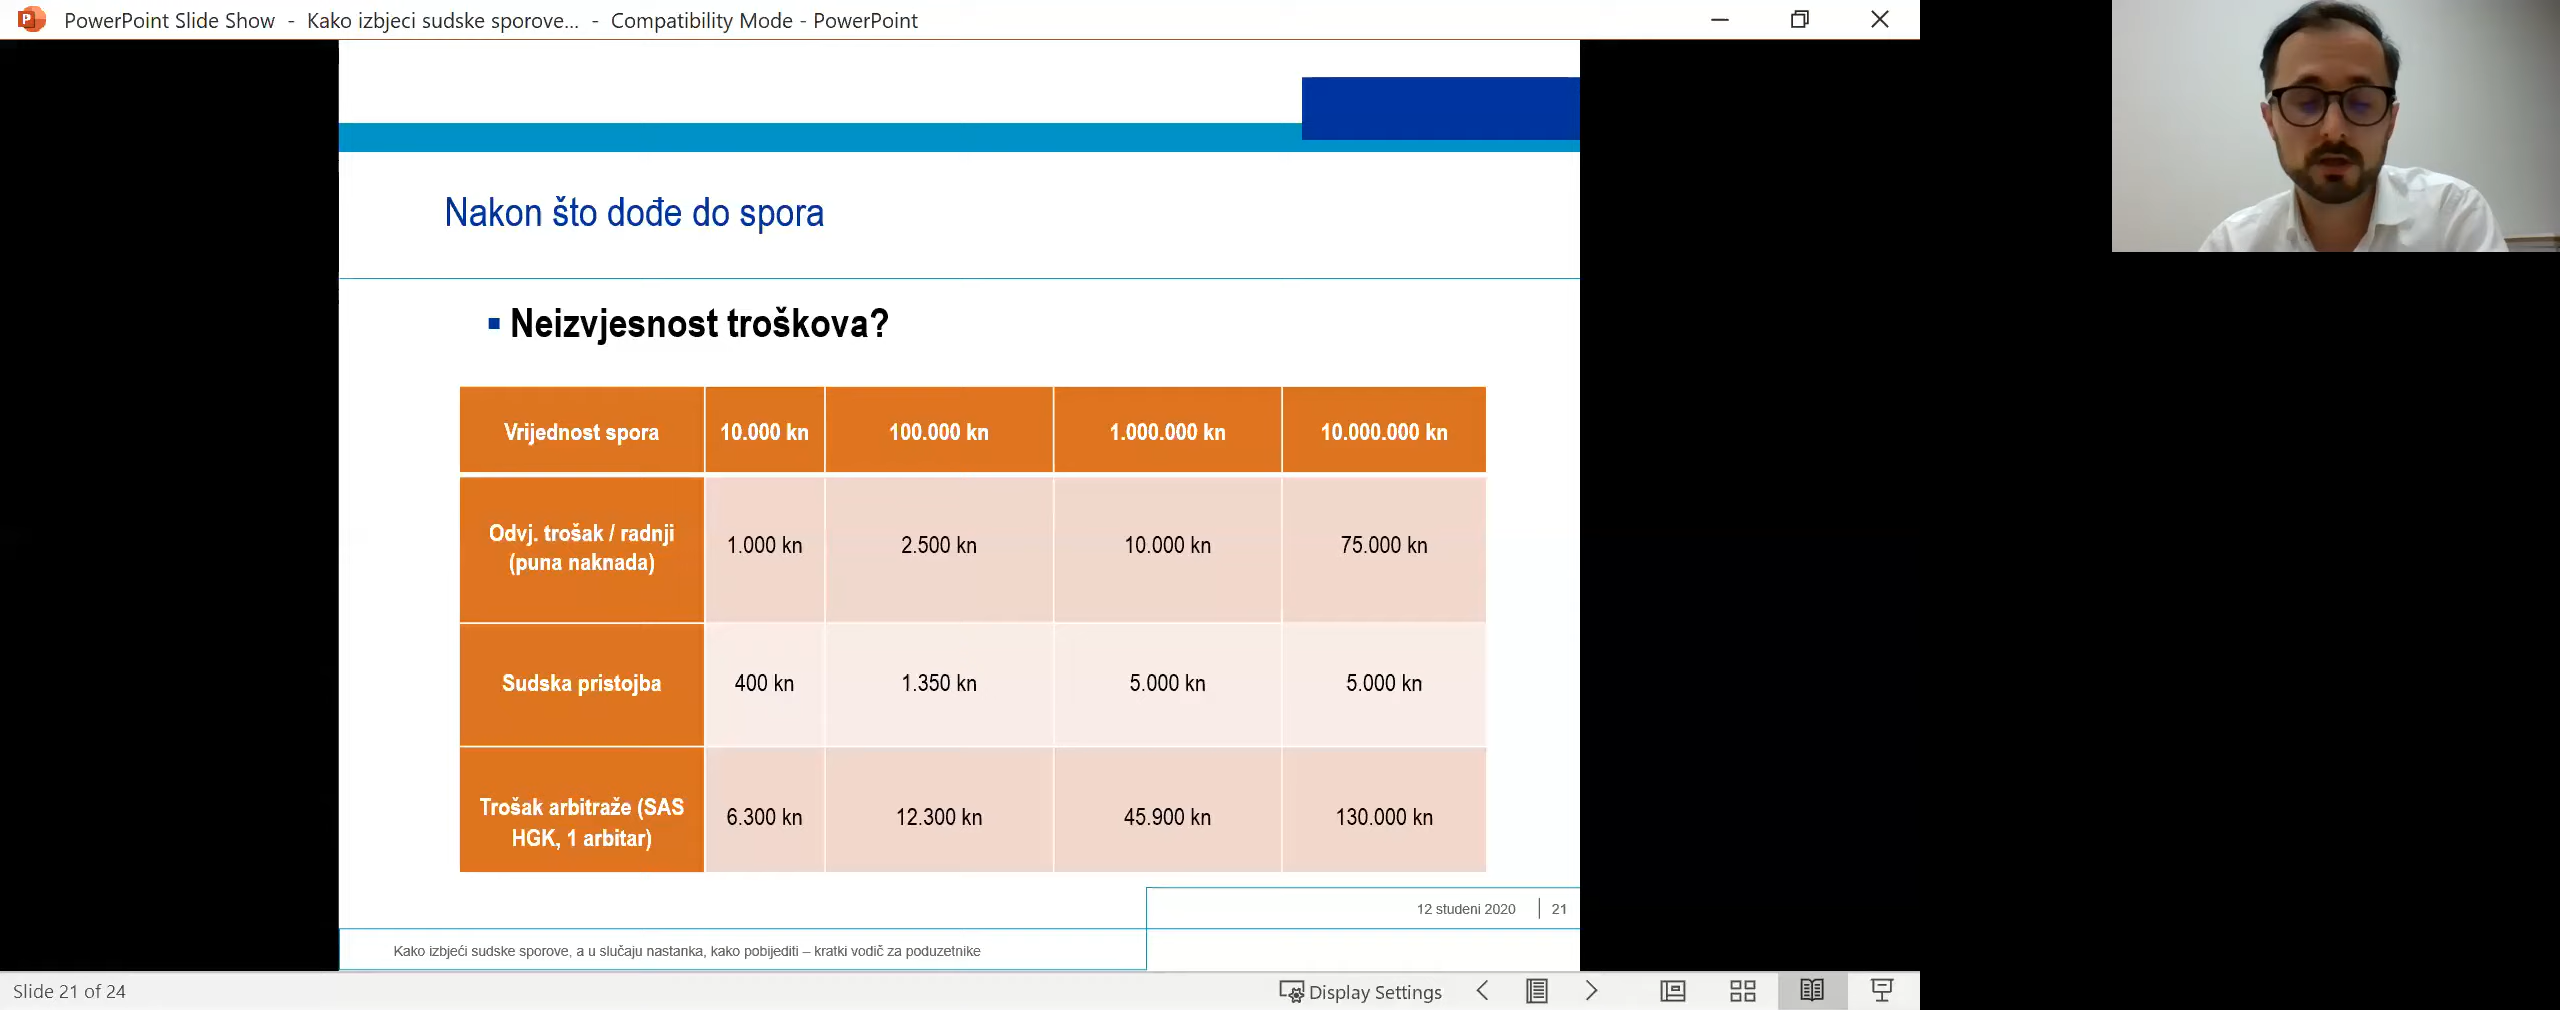 PowerPoint Slide Show - Kako izbjeci sudske sporove... - Compatibility Mode - PowerPoint
Nakon što dođe do spora
Neizvjesnost troškova?
Vrijednost spora 10.000 kn 100.000 kn 1.000.000 kn 10.000.000 kn
Odvj. trošak / radnji
(puna naknada) 1.000 kn 2.500 kn 10.000 kn 75.000 kn
Sudska pristojba 400 kn 1.350 kn 5.000 kn 5.000 kn
Trošak arbitraže (SAS
HGK, 1 arbitar) 6.300 kn 12.300 kn 45.900 kn 130.000 kn
12 studeni 2020 21
Kako izbjeći sudske sporove, a u slučaju nastanka, kako pobijediti – kratki vodič za poduzetnike
Slide 21 of 24 Display Settings